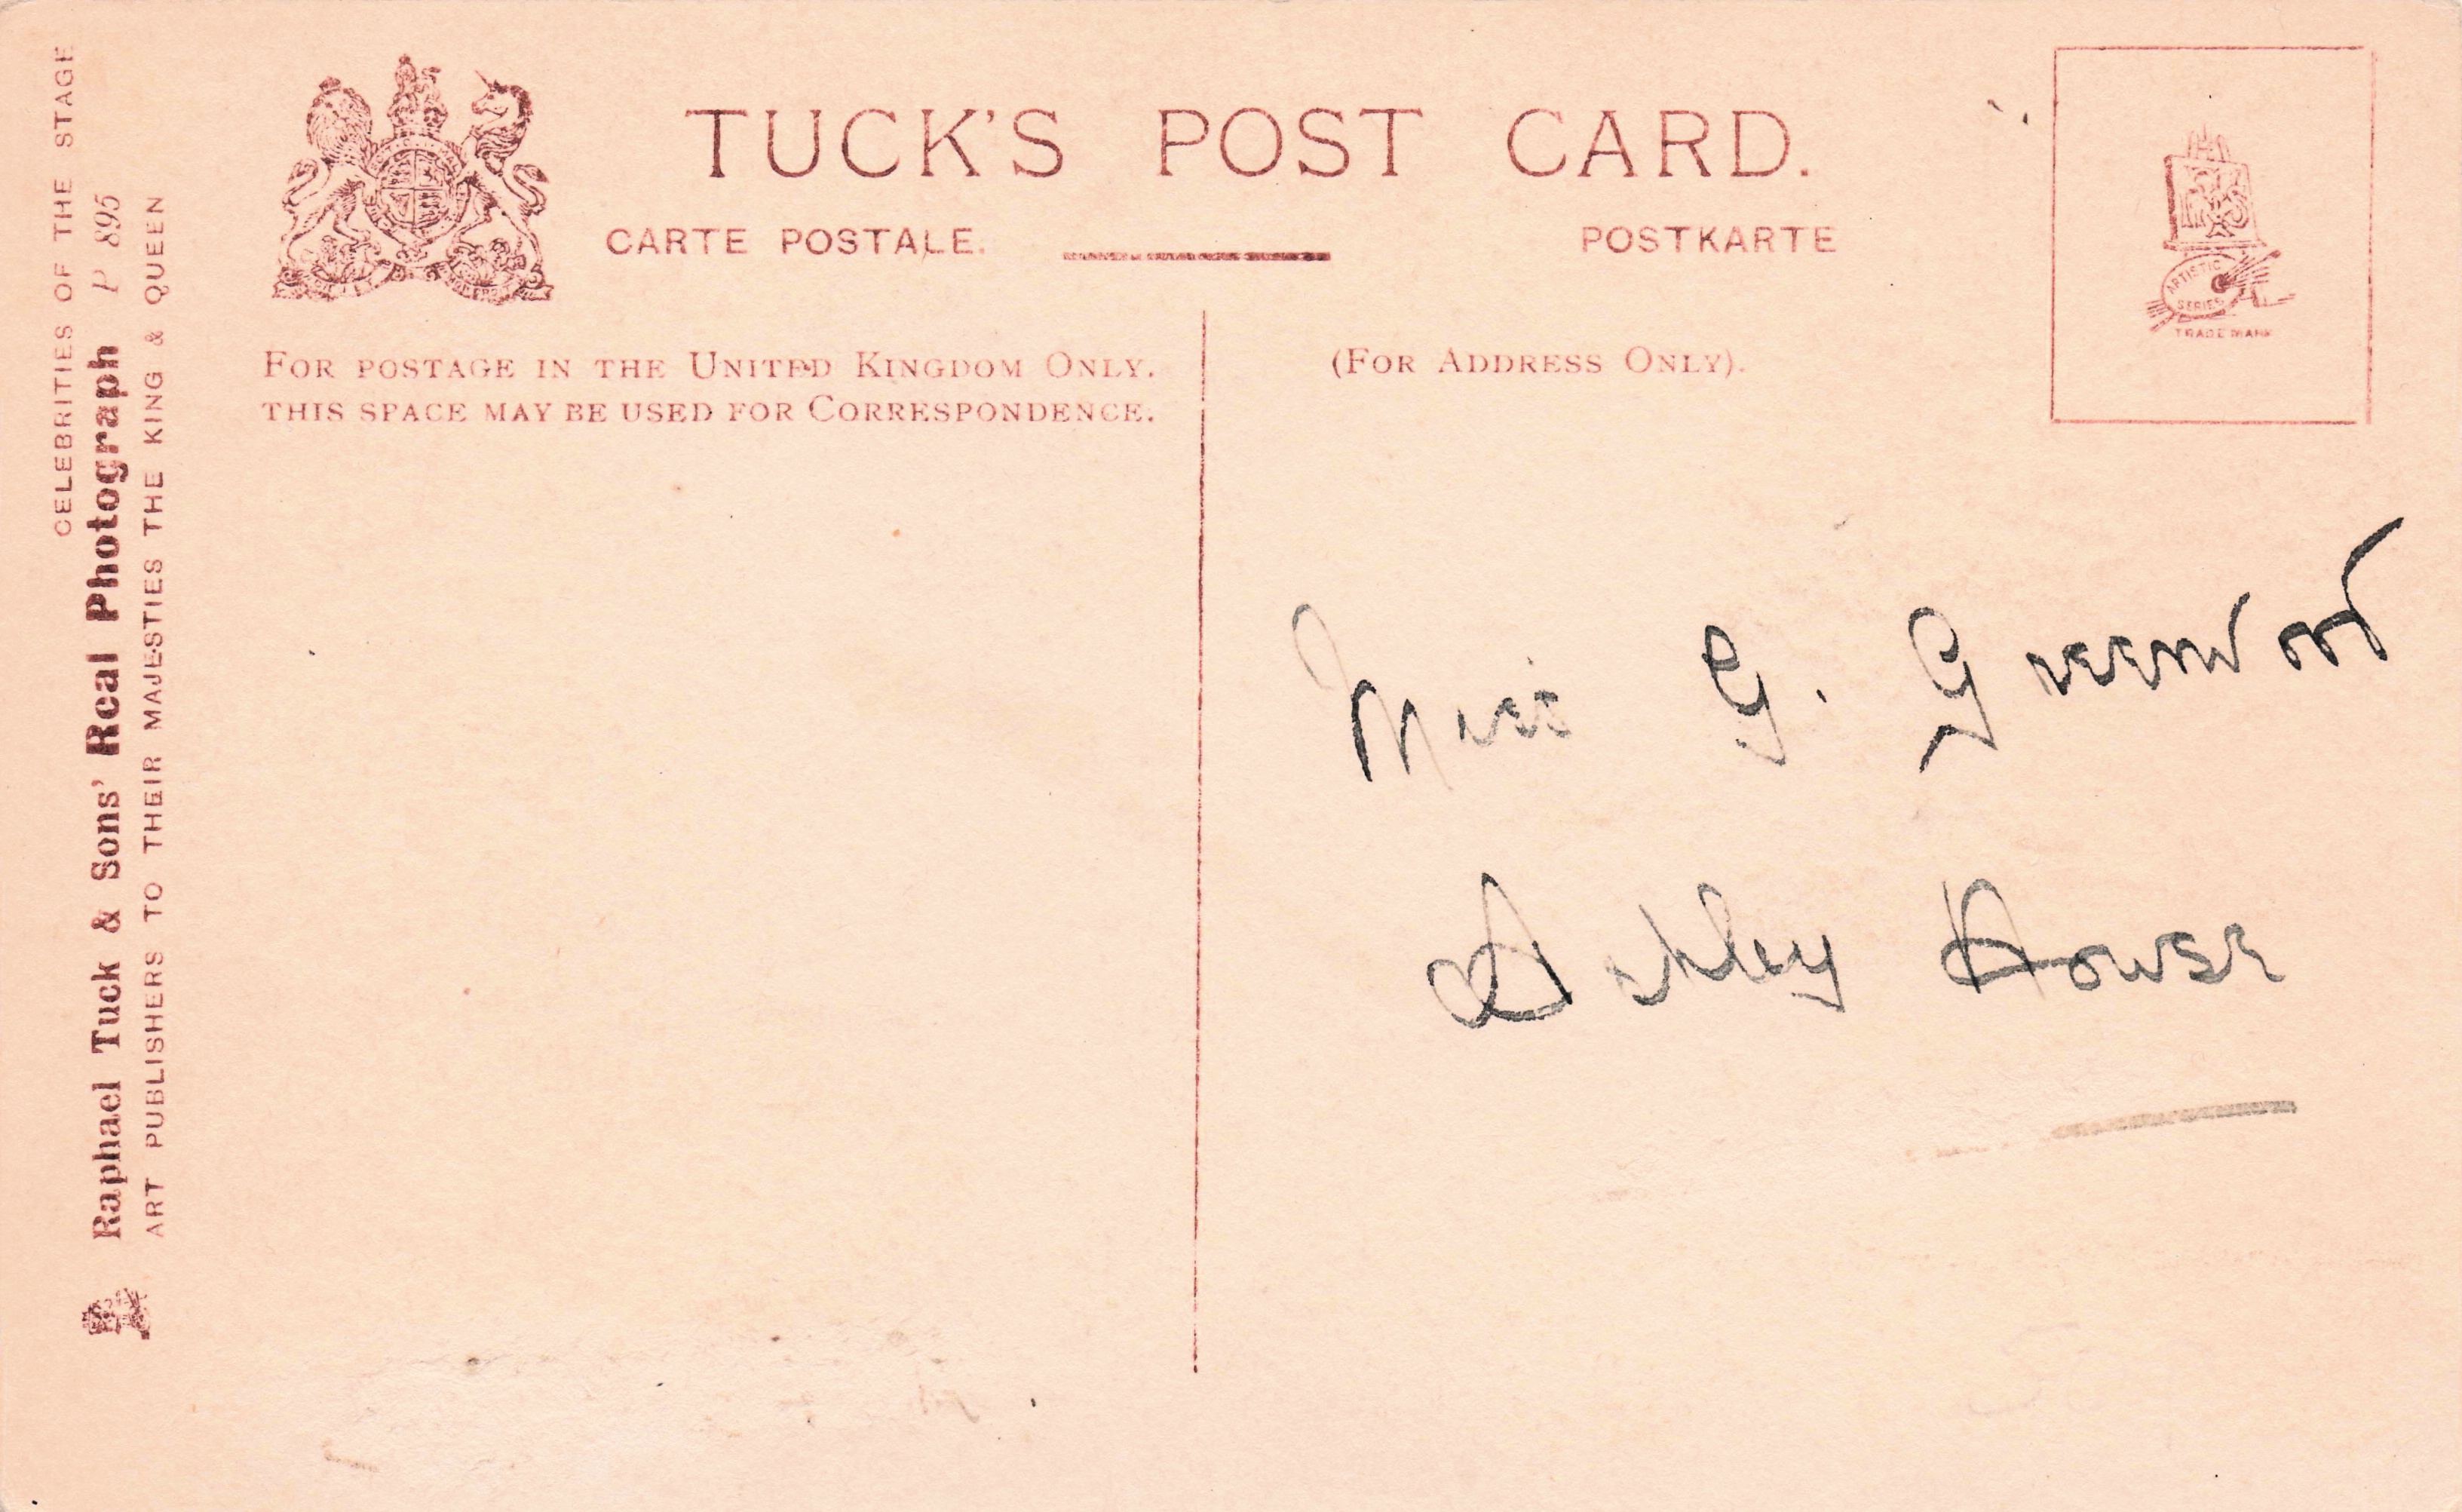 CELEBRITIES OF THE STAGE
Raphael Tuck & Sons' Real Photograph P 895
ART PUBLISHERS TO THEIR MAJESTIES THE KING & QUEEN
TUCK'S POST CARD.
CARTE POSTALE. POSTKARTE
FOR POSTAGE IN THE UNITED KINGDOM ONLY.
THIS SPACE MAY BE USED FOR CORRESPONDENCE.
(FOR ADDRESS ONLY).
ARTISTIC
SERIES
TRADE MARK
Miss G. Greenwood
Ashley House